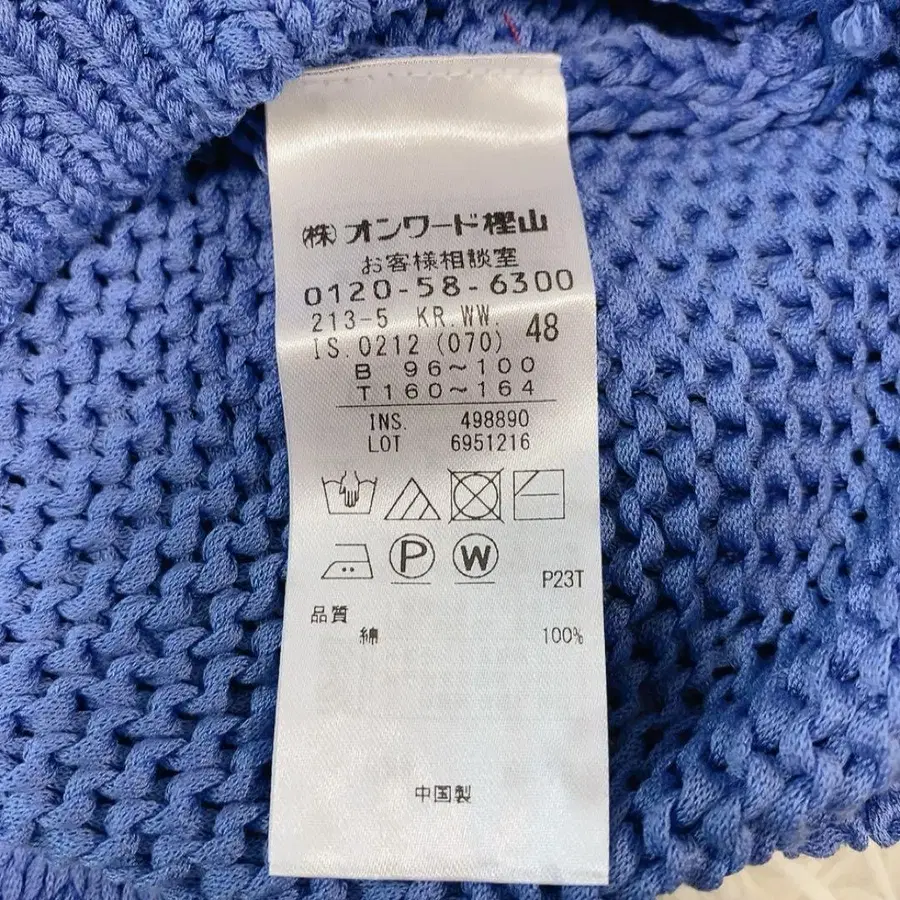 (株)オンワード樫山
お客様相談室
0120-58-6300
213-5 KR.WW.
IS.0212 (070) 48
B 96～100
T160～164
INS. 498890
LOT 6951216
P W
P23T
品質
綿 100%
中国製